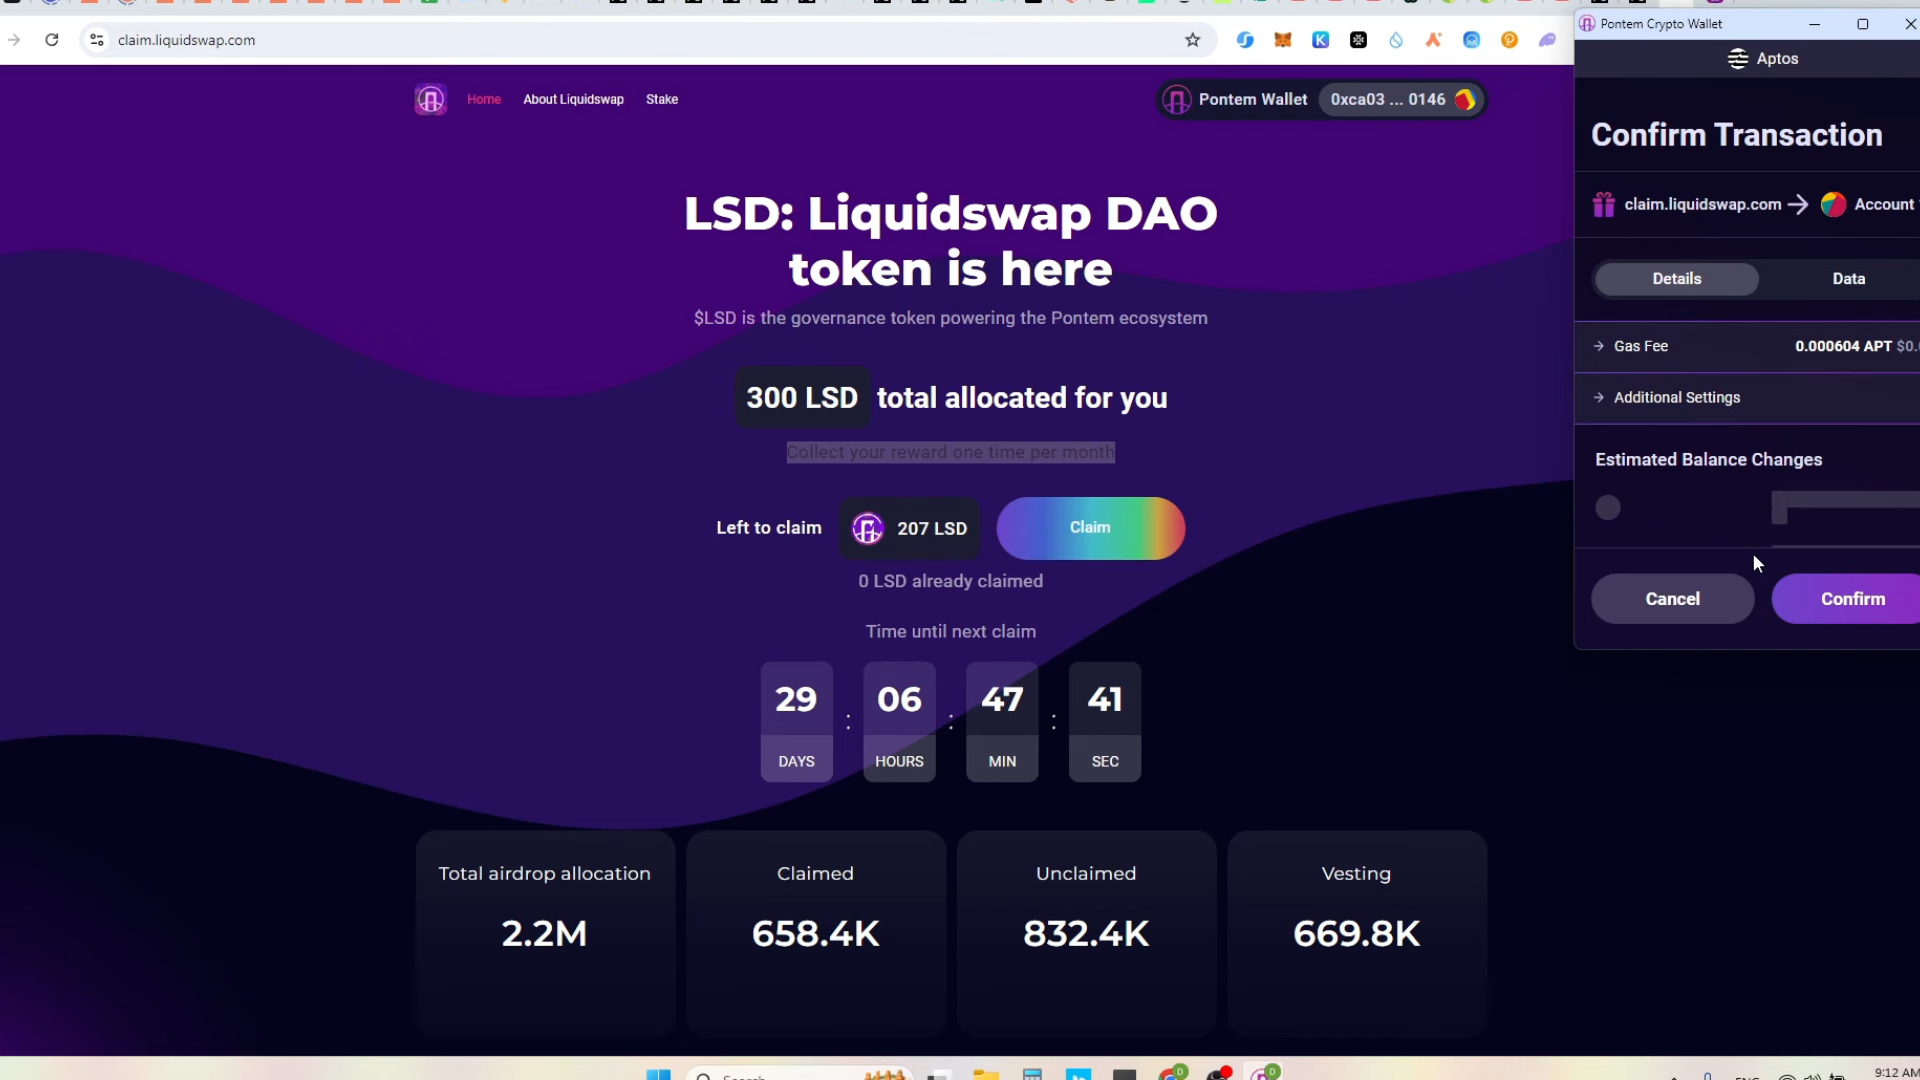 Pontem Crypto Wallet
claim.liquidswap.com
Aptos
Home
About Liquidswap
Stake
Pontem Wallet
0xca03 ... 0146
Confirm Transaction
claim.liquidswap.com
Account
LSD: Liquidswap DAO
token is here
$LSD is the governance token powering the Pontem ecosystem
Details
Data
Gas Fee
0.000604 APT $0.
300 LSD total allocated for you
Additional Settings
Collect your reward one time per month
Estimated Balance Changes
Left to claim
207 LSD
Claim
0 LSD already claimed
Cancel
Confirm
Time until next claim
29 : 06 : 47 : 41
DAYS
HOURS
MIN
SEC
Total airdrop allocation
2.2M
Claimed
658.4K
Unclaimed
832.4K
Vesting
669.8K
9:12 AM